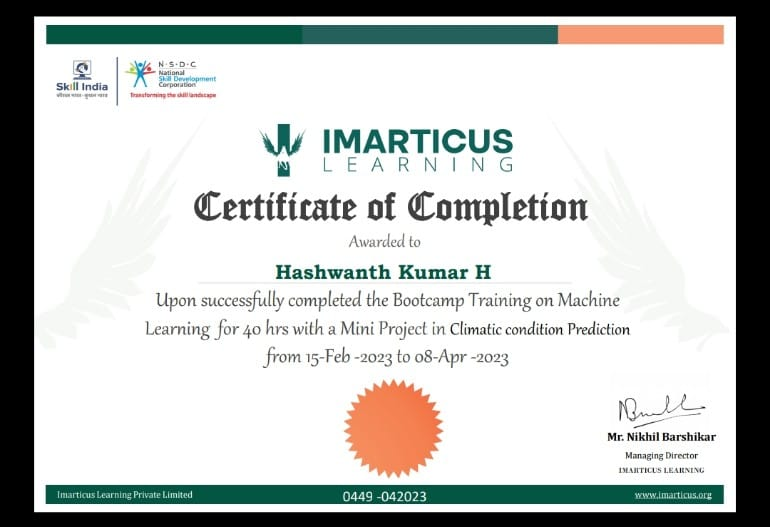 Skill India
कौशल भारत - कुशल भारत
N · S · D · C
National
Skill Development
Corporation
Transforming the skill landscape
IMARTICUS
LEARNING
Certificate of Completion
Awarded to
Hashwanth Kumar H
Upon successfully completed the Bootcamp Training on Machine
Learning for 40 hrs with a Mini Project in Climatic condition Prediction
from 15-Feb -2023 to 08-Apr -2023
Mr. Nikhil Barshikar
Managing Director
IMARTICUS LEARNING
Imarticus Learning Private Limited
0449 -042023
www.imarticus.org